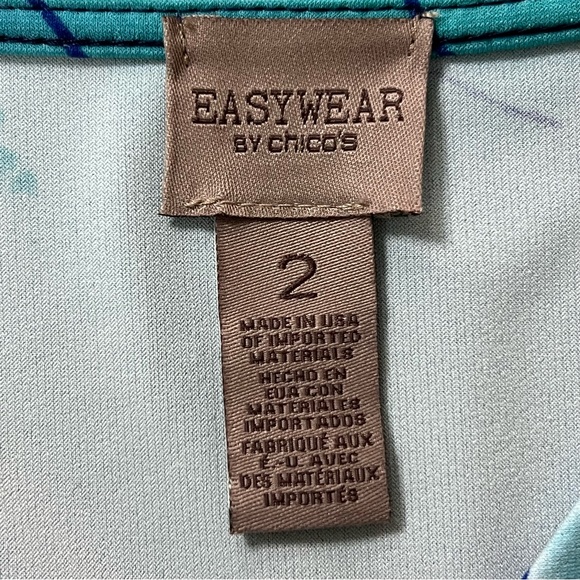 EASYWEAR
BY CHICO'S
2
MADE IN USA
OF IMPORTED
MATERIALS
HECHO EN
EUA CON
MATERIALES
IMPORTADOS
FABRIQUÉ AUX
É.-U. AVEC
DES MATÉRIAUX
IMPORTÉS